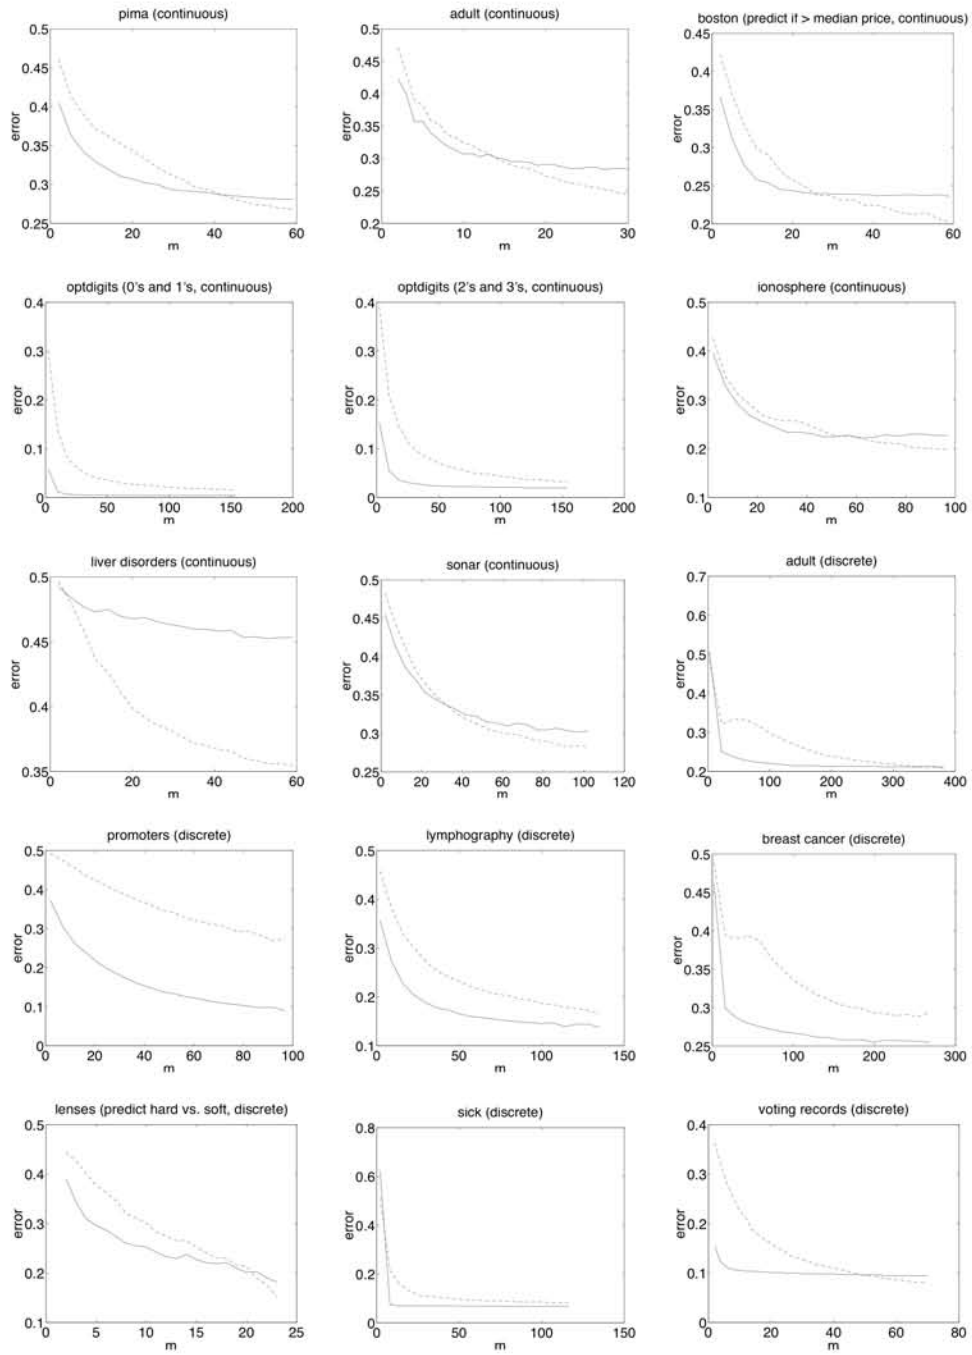 pima (continuous)
0.5
0.45
0.4
0.35
0.3
0.25
error
0 20 40 60
m
adult (continuous)
0.5
0.45
0.4
0.35
0.3
0.25
0.2
error
0 10 20 30
m
boston (predict if > median price, continuous)
0.45
0.4
0.35
0.3
0.25
0.2
error
0 20 40 60
m
optdigits (0's and 1's, continuous)
0.4
0.3
0.2
0.1
0
error
0 50 100 150 200
m
optdigits (2's and 3's, continuous)
0.4
0.3
0.2
0.1
0
error
0 50 100 150 200
m
ionosphere (continuous)
0.5
0.4
0.3
0.2
0.1
error
0 20 40 60 80 100
m
liver disorders (continuous)
0.5
0.45
0.4
0.35
error
0 20 40 60
m
sonar (continuous)
0.5
0.45
0.4
0.35
0.3
0.25
error
0 20 40 60 80 100 120
m
adult (discrete)
0.7
0.6
0.5
0.4
0.3
0.2
error
0 100 200 300 400
m
promoters (discrete)
0.5
0.4
0.3
0.2
0.1
0
error
0 20 40 60 80 100
m
lymphography (discrete)
0.5
0.4
0.3
0.2
0.1
error
0 50 100 150
m
breast cancer (discrete)
0.5
0.45
0.4
0.35
0.3
0.25
error
0 100 200 300
m
lenses (predict hard vs. soft, discrete)
0.5
0.4
0.3
0.2
0.1
error
0 5 10 15 20 25
m
sick (discrete)
0.8
0.6
0.4
0.2
0
error
0 50 100 150
m
voting records (discrete)
0.4
0.3
0.2
0.1
0
error
0 20 40 60 80
m